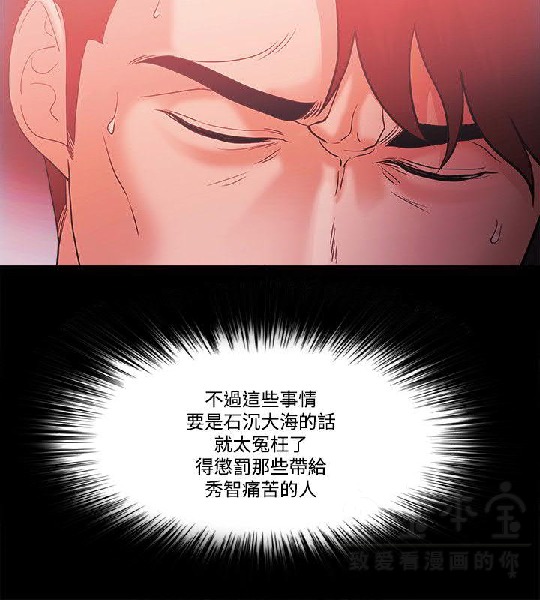 不過這些事情
要是石沉大海的話
就太冤枉了
得懲罰那些帶給
秀智痛苦的人
本宝
致爱看漫画的你